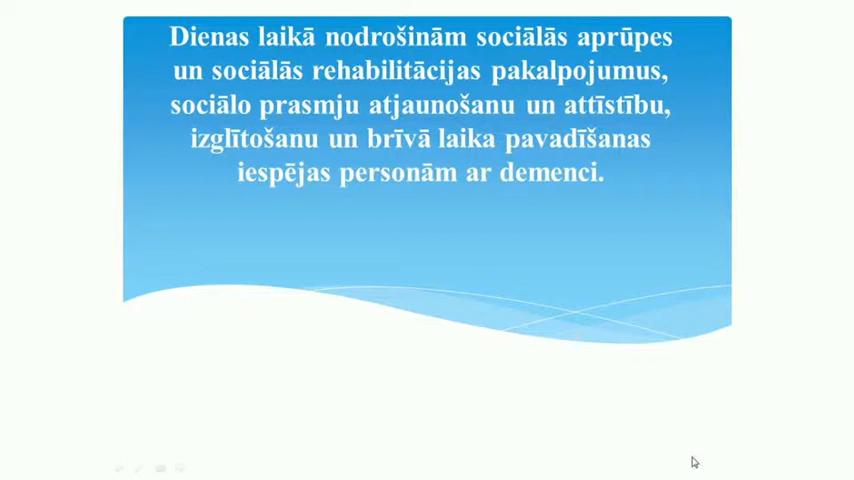 Dienas laikā nodrošinām sociālās aprūpes
un sociālās rehabilitācijas pakalpojumus,
sociālo prasmju atjaunošanu un attīstību,
izglītošanu un brīvā laika pavadīšanas
iespējas personām ar demenci.